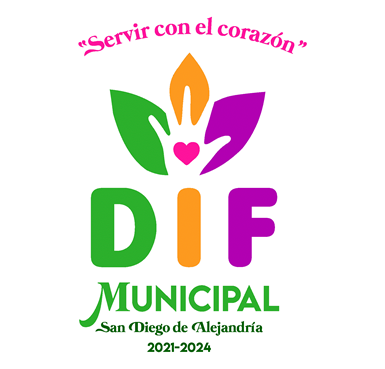 “Servir con el corazón”
DIF
MUNICIPAL
San Diego de Alejandría
2021-2024